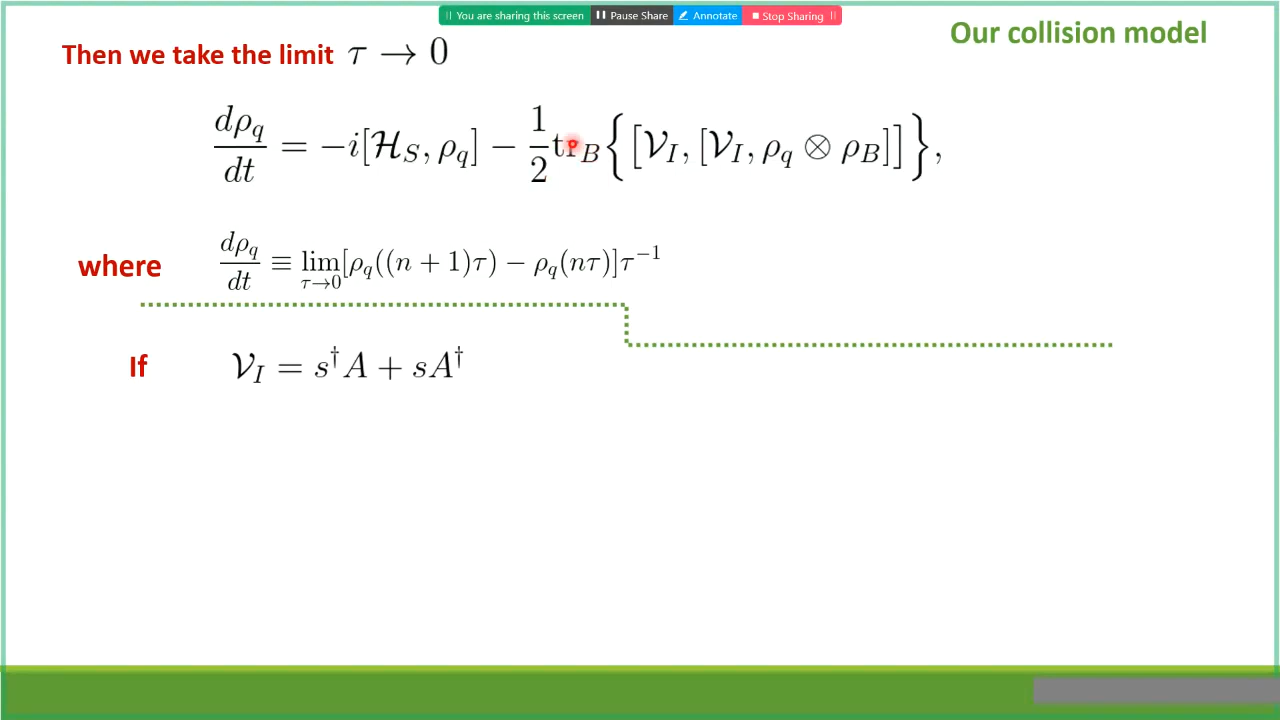 You are sharing this screen Pause Share Annotate Stop Sharing
Our collision model
Then we take the limit τ → 0
dρ_q/dt = −i[ℋ_S, ρ_q] − 1/2 tr_B{[𝒱_I, [𝒱_I, ρ_q ⊗ ρ_B]]},
where dρ_q/dt ≡ lim_{τ→0}[ρ_q((n + 1)τ) − ρ_q(nτ)]τ^{−1}
If 𝒱_I = s†A + sA†